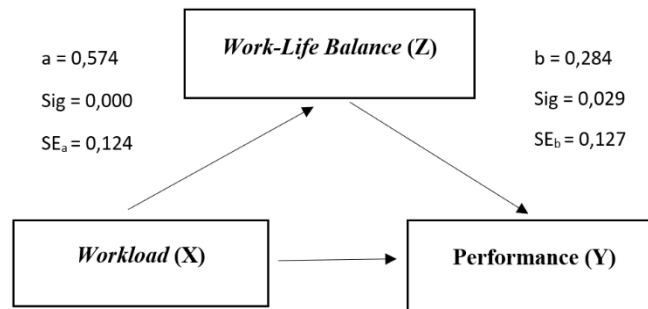 Work-Life Balance (Z)
a = 0,574
Sig = 0,000
SEa = 0,124
b = 0,284
Sig = 0,029
SEb = 0,127
Workload (X)
Performance (Y)